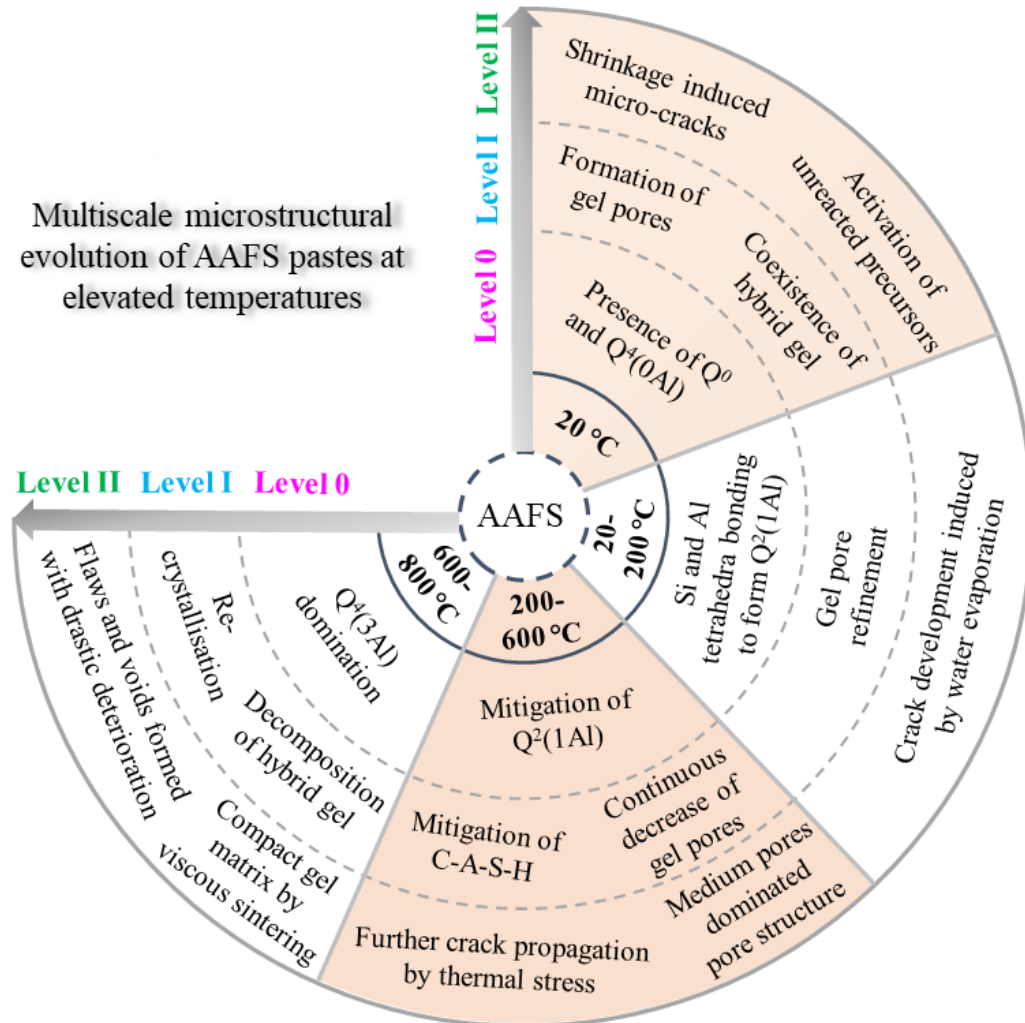 Multiscale microstructural
evolution of AAFS pastes at
elevated temperatures
Level II
Level I
Level 0
Shrinkage induced
micro-cracks
Activation of
unreacted precursors
Formation of
gel pores
Coexistence of
hybrid gel
Presence of Q⁰
and Q⁴(0Al)
20 °C
AAFS
20-
200 °C
Si and Al
tetrahedra bonding
to form Q²(1Al)
Gel pore
refinement
Crack development induced
by water evaporation
200-
600 °C
Mitigation of
Q²(1Al)
Mitigation of
C-A-S-H
Continuous
decrease of
gel pores
Further crack propagation
by thermal stress
Medium pores
dominated
pore structure
Level II
Level I
Level 0
600-
800 °C
Q⁴(3Al)
domination
Re-
crystallisation
Decomposition
of hybrid gel
Flaws and voids formed
with drastic deterioration
Compact gel
matrix by
viscous sintering